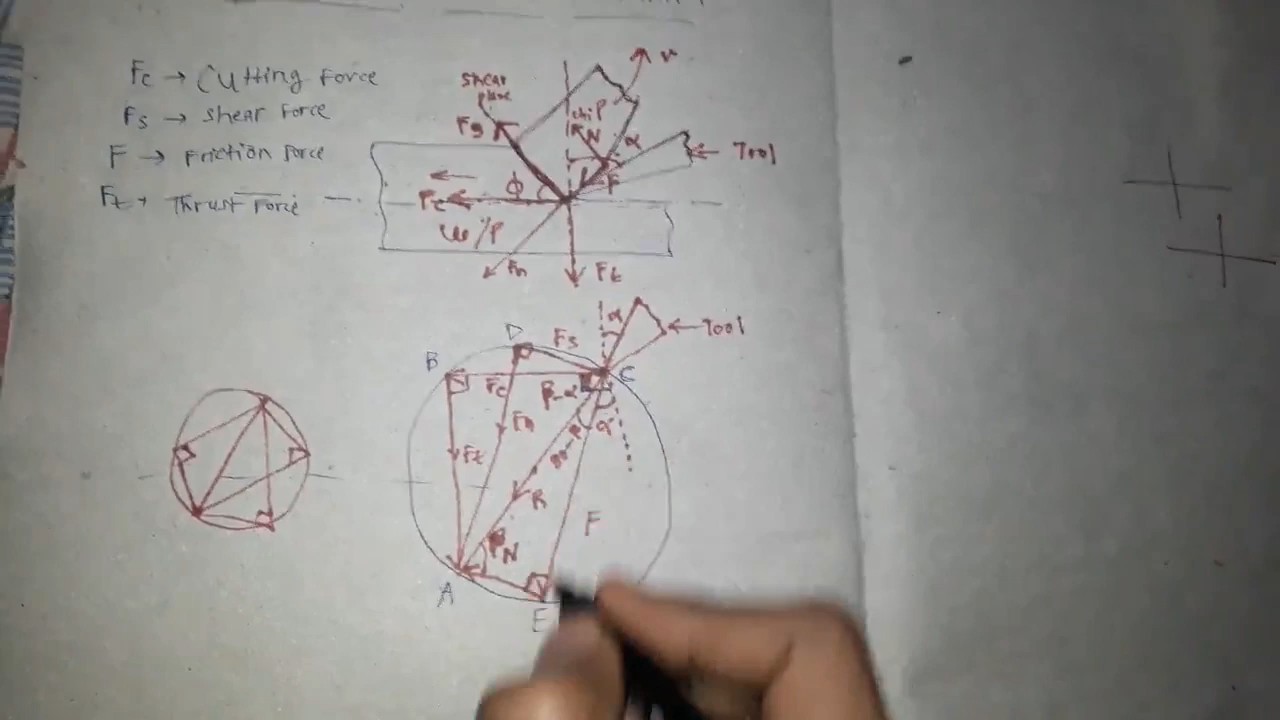 Fc → Cutting Force
Fs → shear Force
F → Friction force
Ft → Thrust Force
shear
plane
Fs
chip
N
α
v
Tool
F
ϕ
Fc
W/P
Fn
Ft
α
Tool
D
Fs
B
C
Fc
β-α
Fn
α
Ft
R
F
β
N
A
E